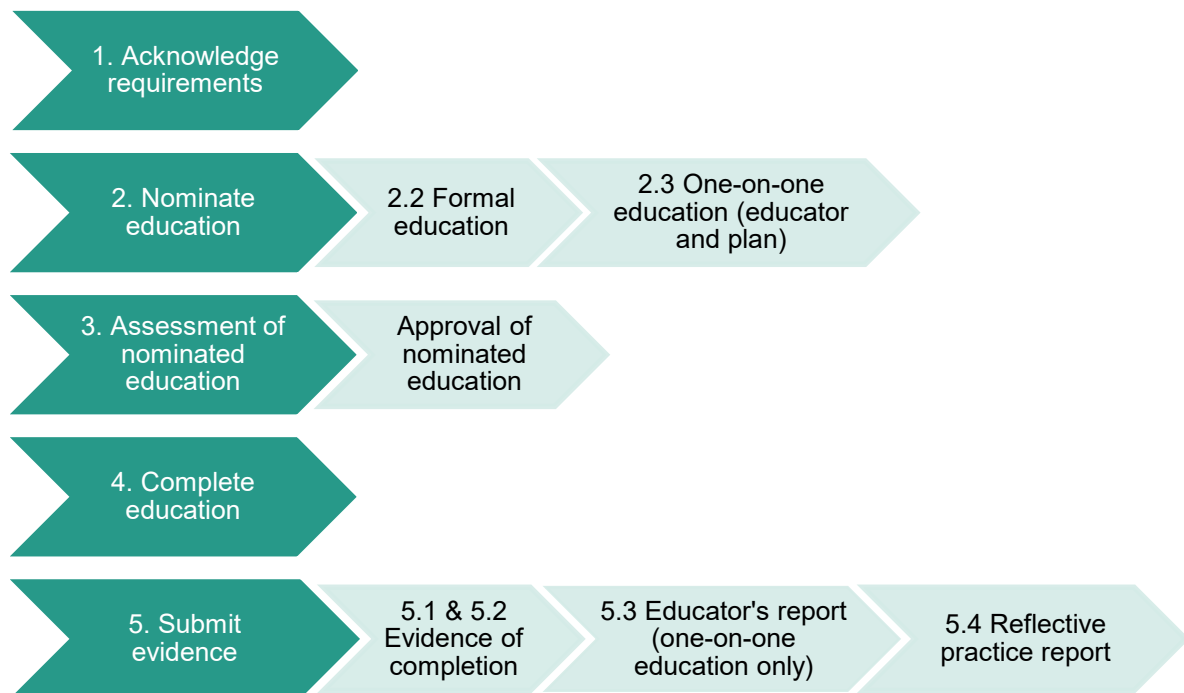 1. Acknowledge
requirements
2. Nominate
education
2.2 Formal
education
2.3 One-on-one
education (educator
and plan)
3. Assessment of
nominated
education
Approval of
nominated
education
4. Complete
education
5. Submit
evidence
5.1 & 5.2
Evidence of
completion
5.3 Educator's report
(one-on-one
education only)
5.4 Reflective
practice report